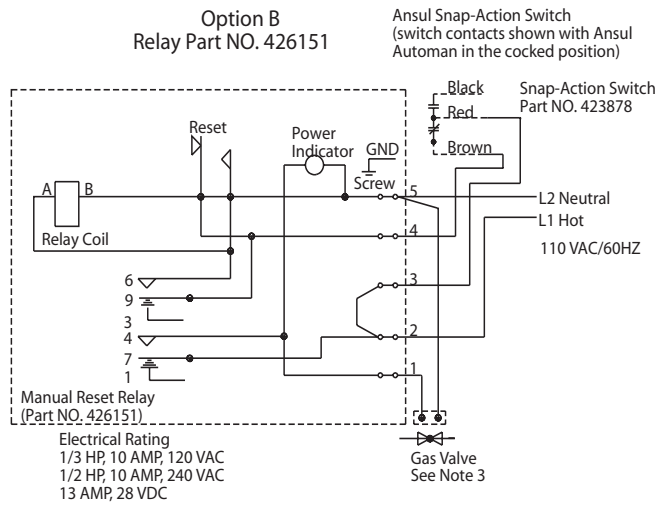 Option B
Relay Part NO. 426151
Ansul Snap-Action Switch
(switch contacts shown with Ansul
Automan in the cocked position)
Black
Red
Brown
Snap-Action Switch
Part NO. 423878
Reset
Power
Indicator
GND
Screw
A
B
Relay Coil
5
4
3
2
1
L2 Neutral
L1 Hot
110 VAC/60HZ
6
9
3
4
7
1
Manual Reset Relay
(Part NO. 426151)
Electrical Rating
1/3 HP, 10 AMP, 120 VAC
1/2 HP, 10 AMP, 240 VAC
13 AMP, 28 VDC
Gas Valve
See Note 3